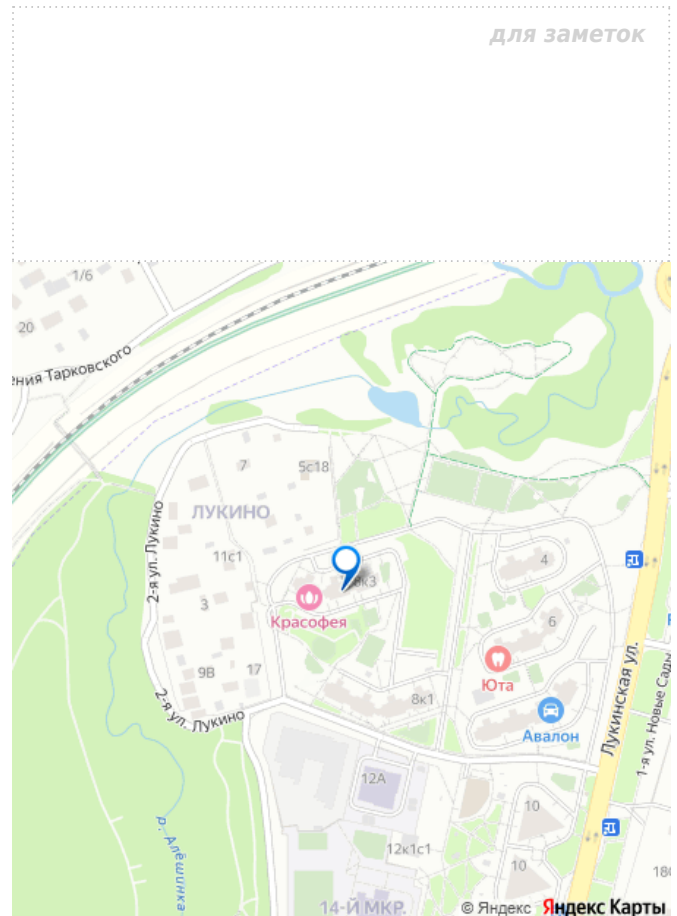 для заметок
1/6
20
ения Тарковского
7
5с18
ЛУКИНО
2-я ул. Лукино
11с1
3
4
8к3
Красофея
6
Юта
9В
17
8к1
Авалон
2-я ул. Лукино
Лукинская ул.
1-я ул. Новые Сады
12А
10
р. Алёшинка
12к1с1
10
18
14-Й МКР.
© Яндекс Яндекс Карты